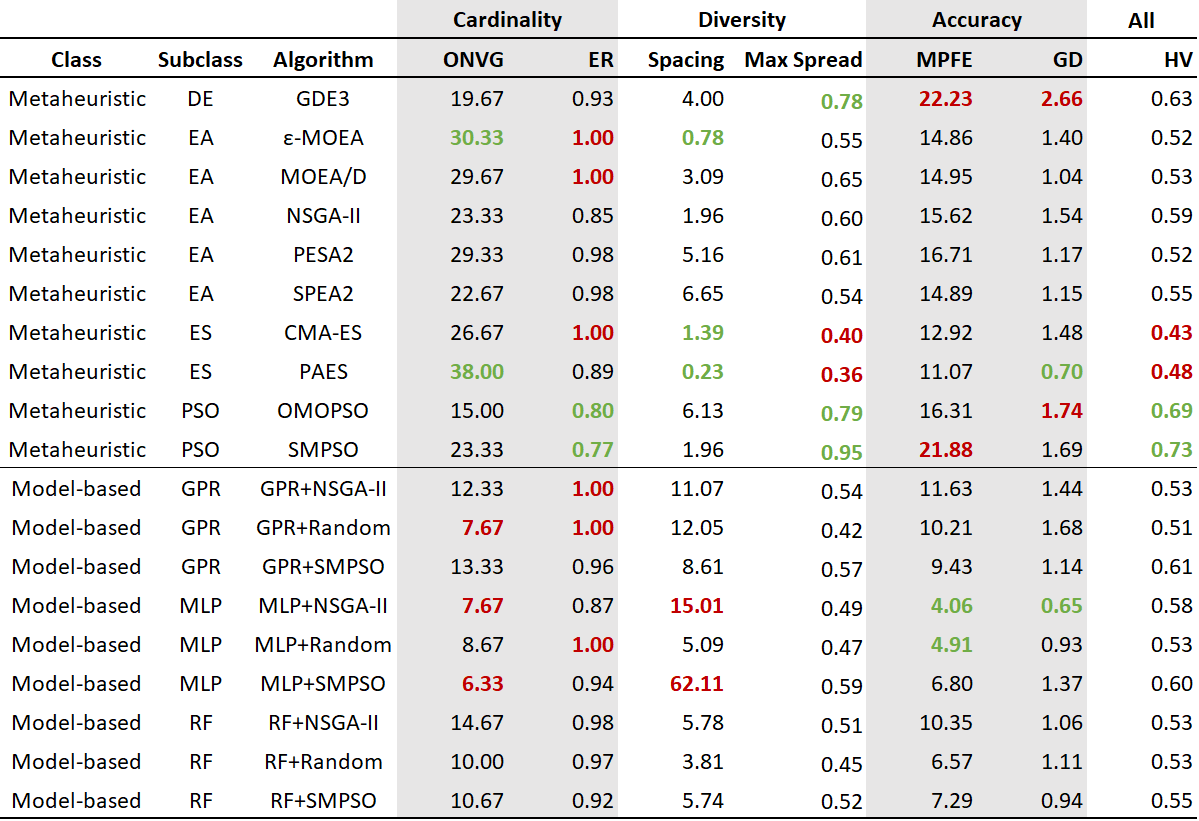 Cardinality Diversity Accuracy All
Class Subclass Algorithm ONVG ER Spacing Max Spread MPFE GD HV
Metaheuristic DE GDE3 19.67 0.93 4.00 0.78 22.23 2.66 0.63
Metaheuristic EA ε-MOEA 30.33 1.00 0.78 0.55 14.86 1.40 0.52
Metaheuristic EA MOEA/D 29.67 1.00 3.09 0.65 14.95 1.04 0.53
Metaheuristic EA NSGA-II 23.33 0.85 1.96 0.60 15.62 1.54 0.59
Metaheuristic EA PESA2 29.33 0.98 5.16 0.61 16.71 1.17 0.52
Metaheuristic EA SPEA2 22.67 0.98 6.65 0.54 14.89 1.15 0.55
Metaheuristic ES CMA-ES 26.67 1.00 1.39 0.40 12.92 1.48 0.43
Metaheuristic ES PAES 38.00 0.89 0.23 0.36 11.07 0.70 0.48
Metaheuristic PSO OMOPSO 15.00 0.80 6.13 0.79 16.31 1.74 0.69
Metaheuristic PSO SMPSO 23.33 0.77 1.96 0.95 21.88 1.69 0.73
Model-based GPR GPR+NSGA-II 12.33 1.00 11.07 0.54 11.63 1.44 0.53
Model-based GPR GPR+Random 7.67 1.00 12.05 0.42 10.21 1.68 0.51
Model-based GPR GPR+SMPSO 13.33 0.96 8.61 0.57 9.43 1.14 0.61
Model-based MLP MLP+NSGA-II 7.67 0.87 15.01 0.49 4.06 0.65 0.58
Model-based MLP MLP+Random 8.67 1.00 5.09 0.47 4.91 0.93 0.53
Model-based MLP MLP+SMPSO 6.33 0.94 62.11 0.59 6.80 1.37 0.60
Model-based RF RF+NSGA-II 14.67 0.98 5.78 0.51 10.35 1.06 0.53
Model-based RF RF+Random 10.00 0.97 3.81 0.45 6.57 1.11 0.53
Model-based RF RF+SMPSO 10.67 0.92 5.74 0.52 7.29 0.94 0.55